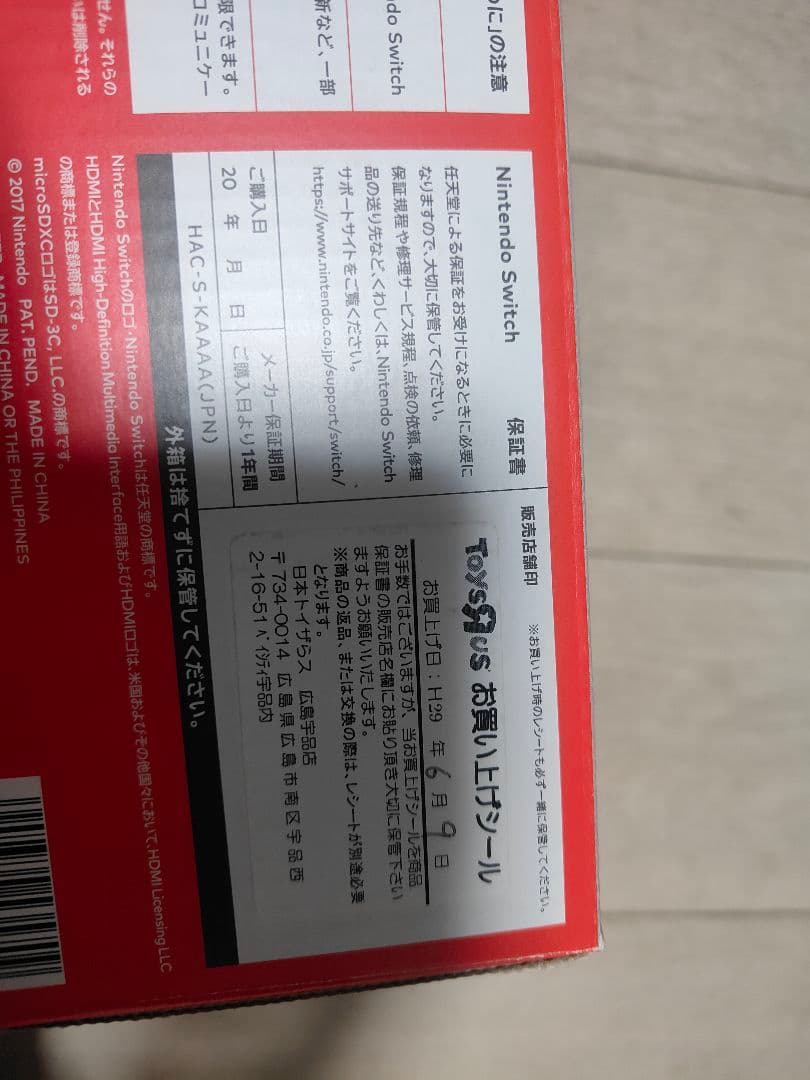 めに」の注意
ndo Switch
新など、一部
限できます。
コミュニケー
せん。それらの
は削除される
Nintendo Switch 保証書
任天堂による保証をお受けになるときに必要に
なりますので、大切に保管してください。
保証規程や修理サービス規程、点検の依頼、修理
品の送り先など、くわしくは、Nintendo Switch
サポートサイトをご覧ください。
https://www.nintendo.co.jp/support/switch/
ご購入日
20 年 月 日
メーカー保証期間
ご購入日より1年間
HAC-S-KAAAA(JPN)
販売店舗印
※お買い上げ時のレシートも必ず一緒に保管してください。
ToysЯus お買い上げシール
お買上げ日:H29 年 6 月 9 日
お手数ではございますが、当お買上げシールを商品
保証書の販売店名欄にお貼り頂き大切に保管下さい
ますようお願いいたします。
※商品の返品、または交換の際は、レシートが別途必要
となります。
日本トイザらス 広島宇品店
〒734-0014 広島県広島市南区宇品西
2-16-51 ベイシティ宇品内
外箱は捨てずに保管してください。
Nintendo Switchのロゴ・Nintendo Switchは任天堂の商標です。
HDMIとHDMI High-Definition Multimedia Interface用語およびHDMIロゴは、米国およびその他国々において、HDMI Licensing LLC
の商標または登録商標です。
microSDXCロゴはSD-3C, LLC.の商標です。
© 2017 Nintendo PAT. PEND. MADE IN CHINA
MADE IN CHINA OR THE PHILIPPINES